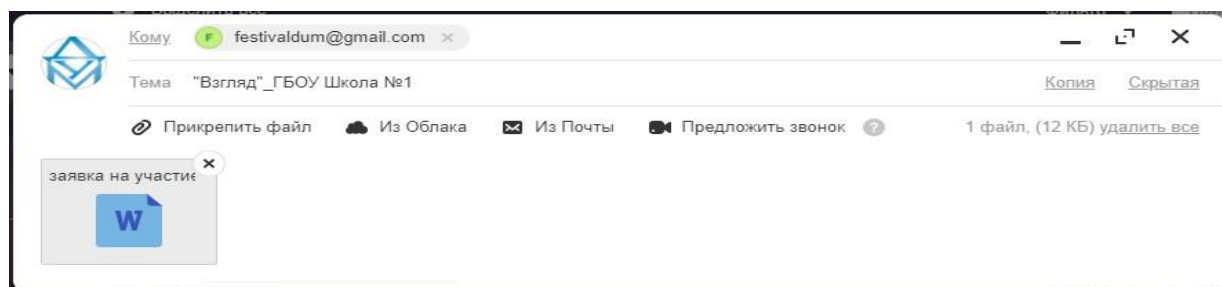 Кому F festivaldum@gmail.com ×
Тема "Взгляд"_ГБОУ Школа №1 Копия Скрытая
Прикрепить файл Из Облака Из Почты Предложить звонок ? 1 файл, (12 КБ) удалить все
заявка на участие
W